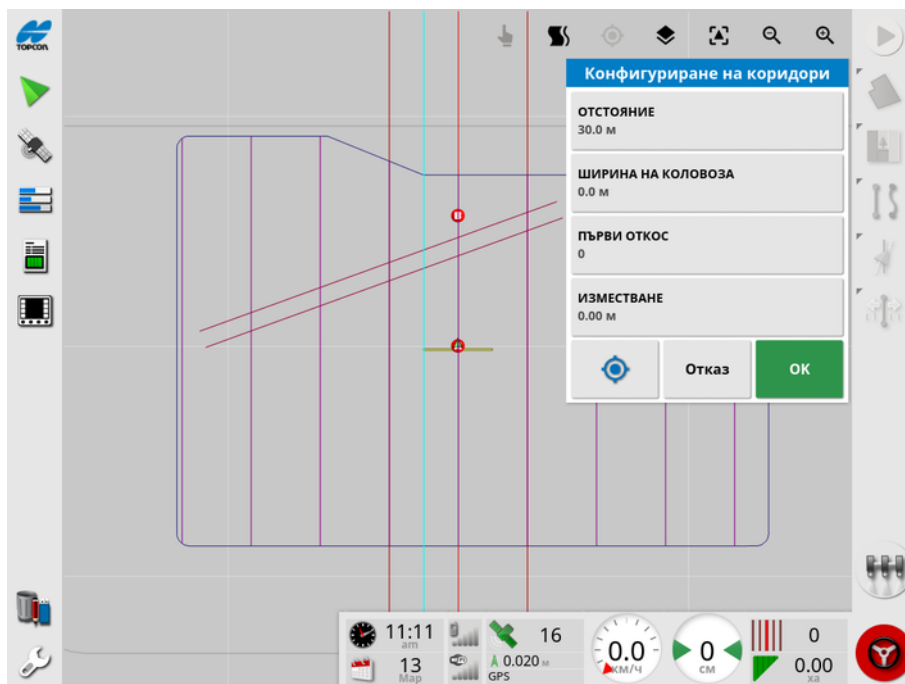 TOPCON
Конфигуриране на коридори
ОТСТОЯНИЕ
30.0 м
ШИРИНА НА КОЛОВОЗА
0.0 м
ПЪРВИ ОТКОС
0
ИЗМЕСТВАНЕ
0.00 м
Отказ
OK
11:11
am
16
13
Мар
0.020 м
GPS
0.0
км/ч
0
см
0
0.00
ха